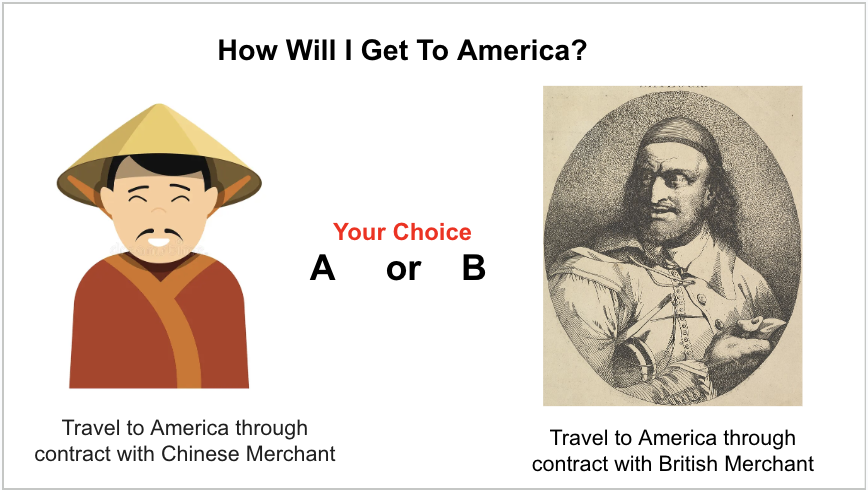 How Will I Get To America?
Your Choice
A or B
Travel to America through
contract with Chinese Merchant
Travel to America through
contract with British Merchant